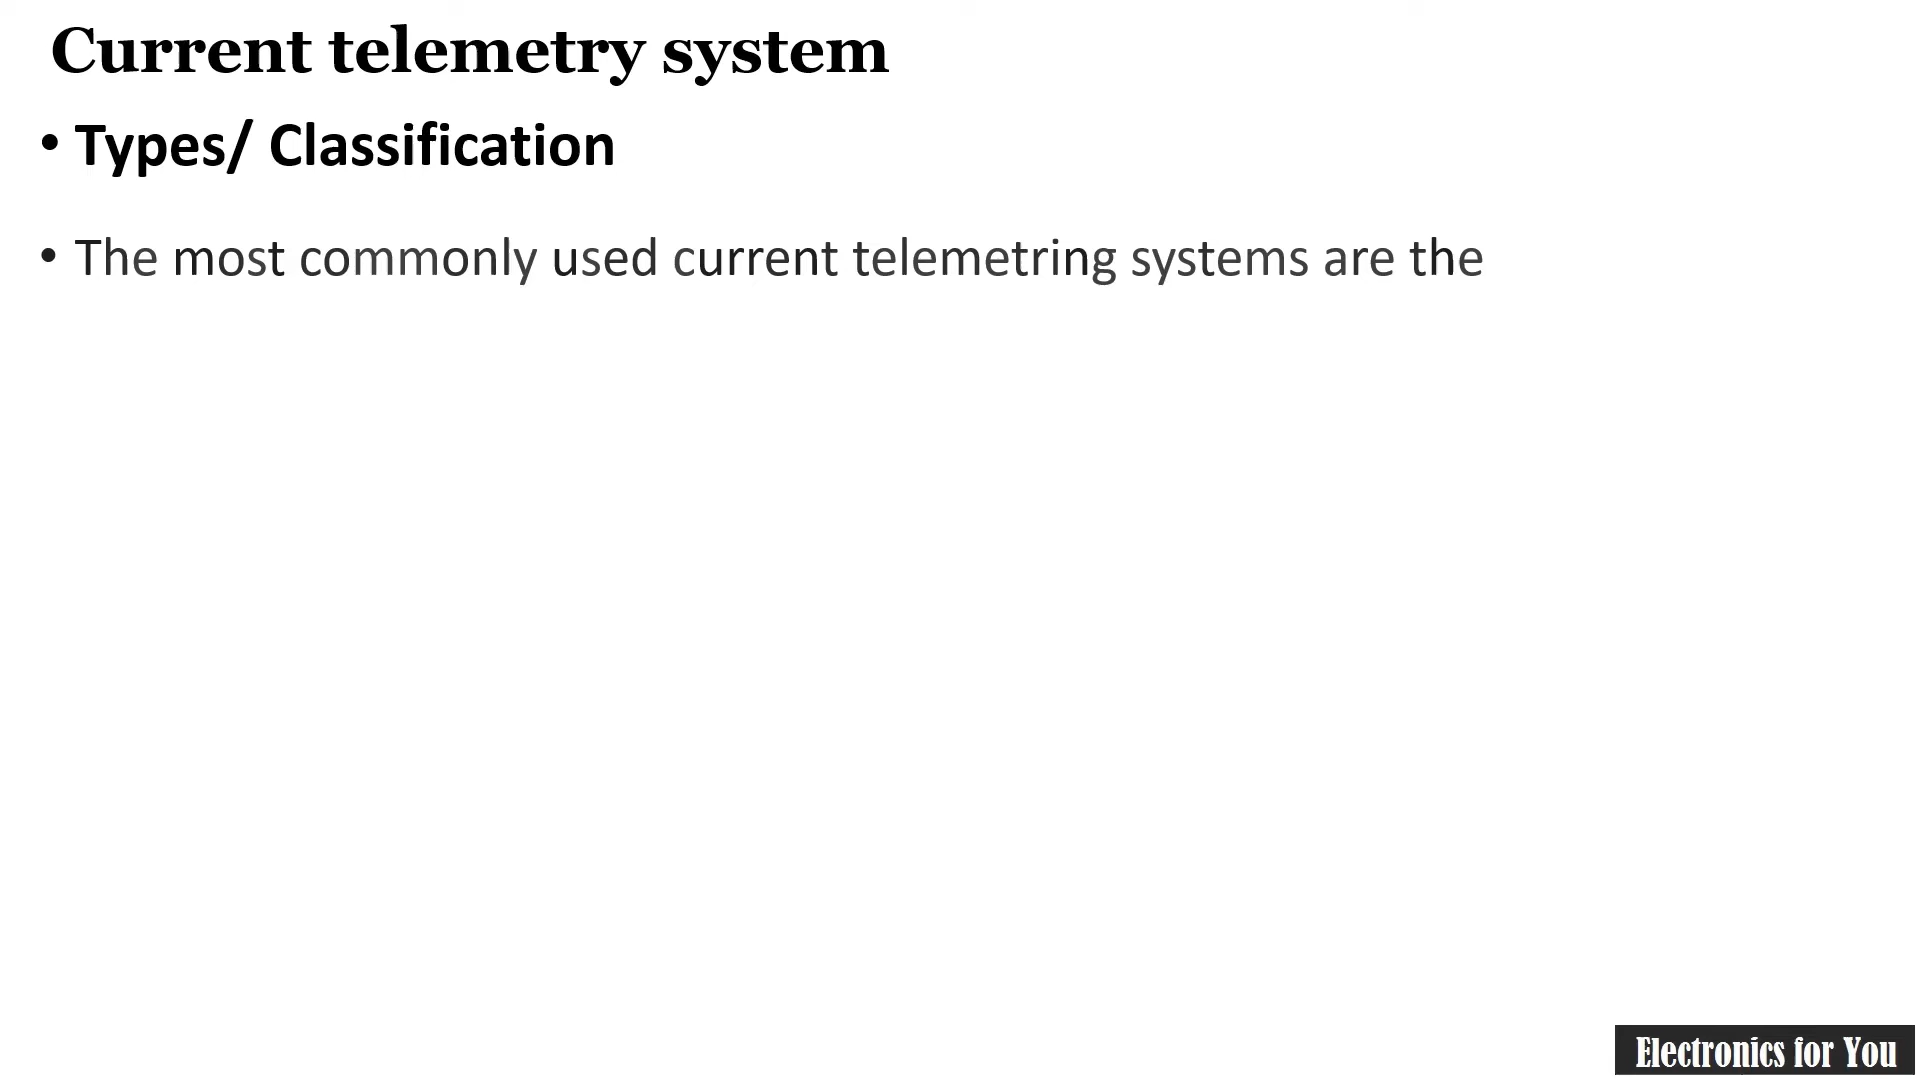 Current telemetry system
• Types/ Classification
• The most commonly used current telemetring systems are the
Electronics for You